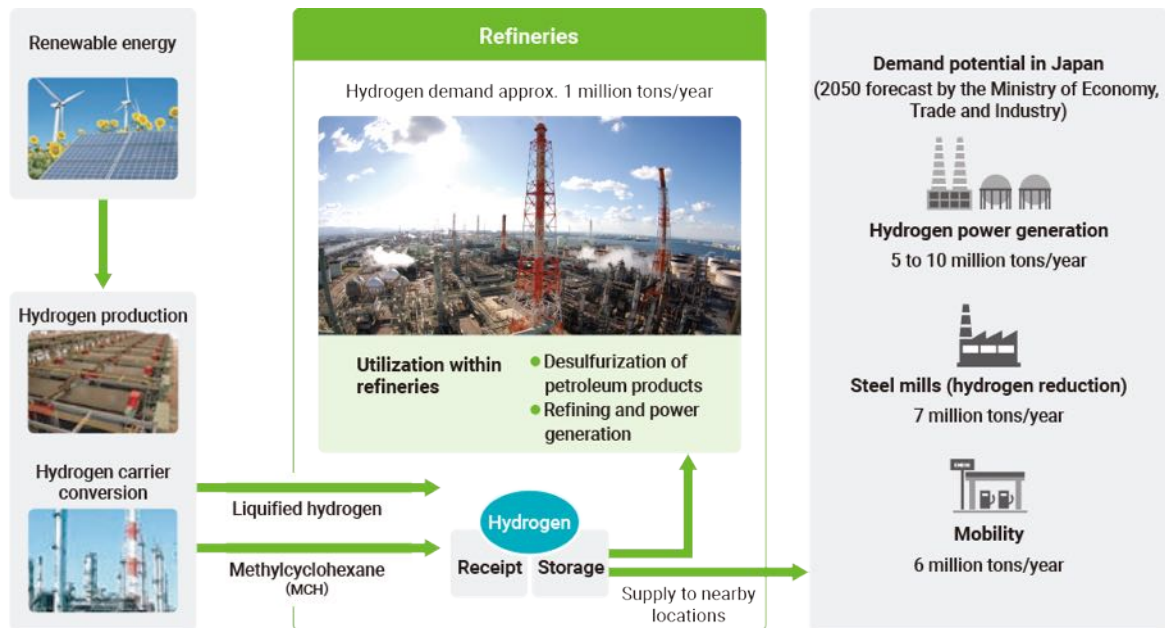 Renewable energy
Hydrogen production
Hydrogen carrier
conversion
Liquified hydrogen
Methylcyclohexane
(MCH)
Refineries
Hydrogen demand approx. 1 million tons/year
Utilization within
refineries
Desulfurization of
petroleum products
Refining and power
generation
Hydrogen
Receipt
Storage
Supply to nearby
locations
Demand potential in Japan
(2050 forecast by the Ministry of Economy,
Trade and Industry)
Hydrogen power generation
5 to 10 million tons/year
Steel mills (hydrogen reduction)
7 million tons/year
Mobility
6 million tons/year